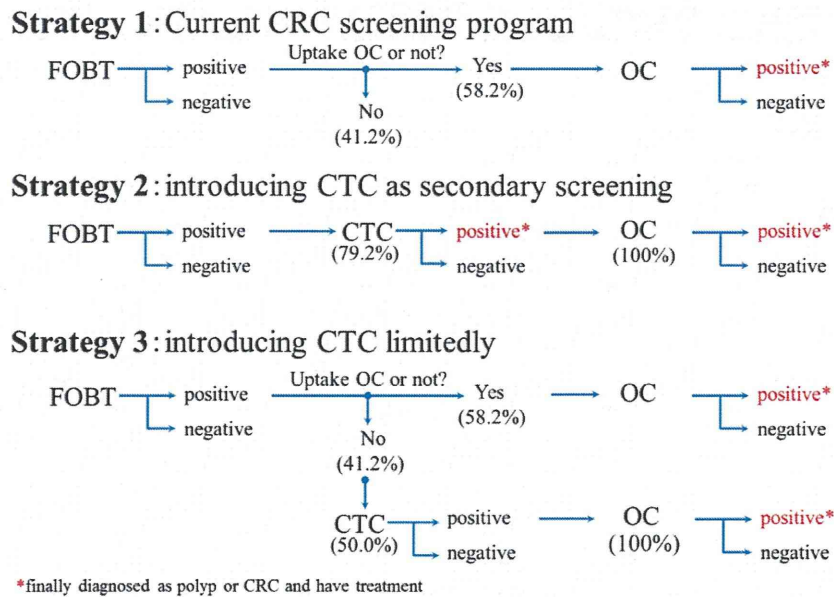 Strategy 1: Current CRC screening program
Uptake OC or not?
FOBT positive Yes OC positive*
(58.2%)
negative No negative
(41.2%)
Strategy 2: introducing CTC as secondary screening
FOBT positive CTC positive* OC positive*
(79.2%) (100%)
negative negative negative
Strategy 3: introducing CTC limitedly
Uptake OC or not?
FOBT positive Yes OC positive*
(58.2%)
negative No negative
(41.2%)
CTC positive OC positive*
(50.0%) negative (100%) negative
*finally diagnosed as polyp or CRC and have treatment